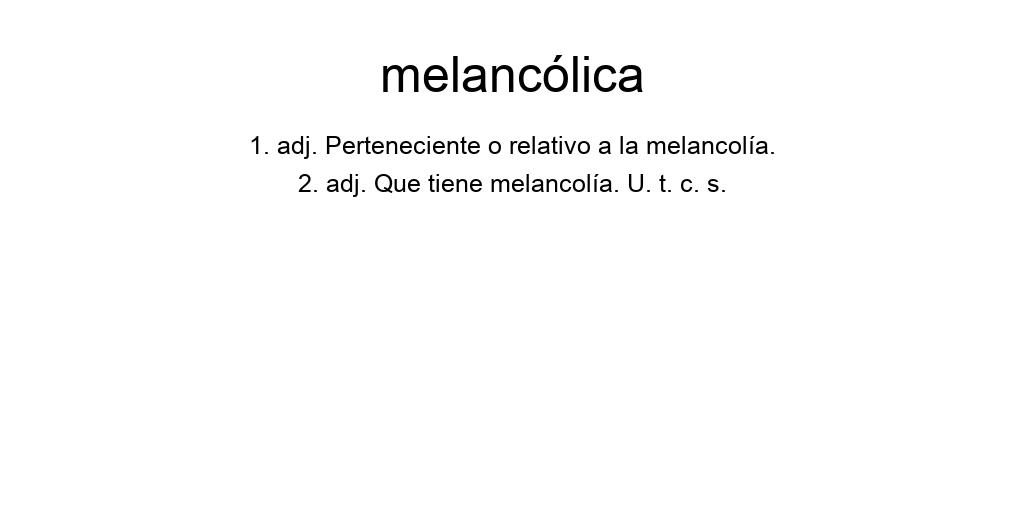 melancólica
1. adj. Perteneciente o relativo a la melancolía.
2. adj. Que tiene melancolía. U. t. c. s.